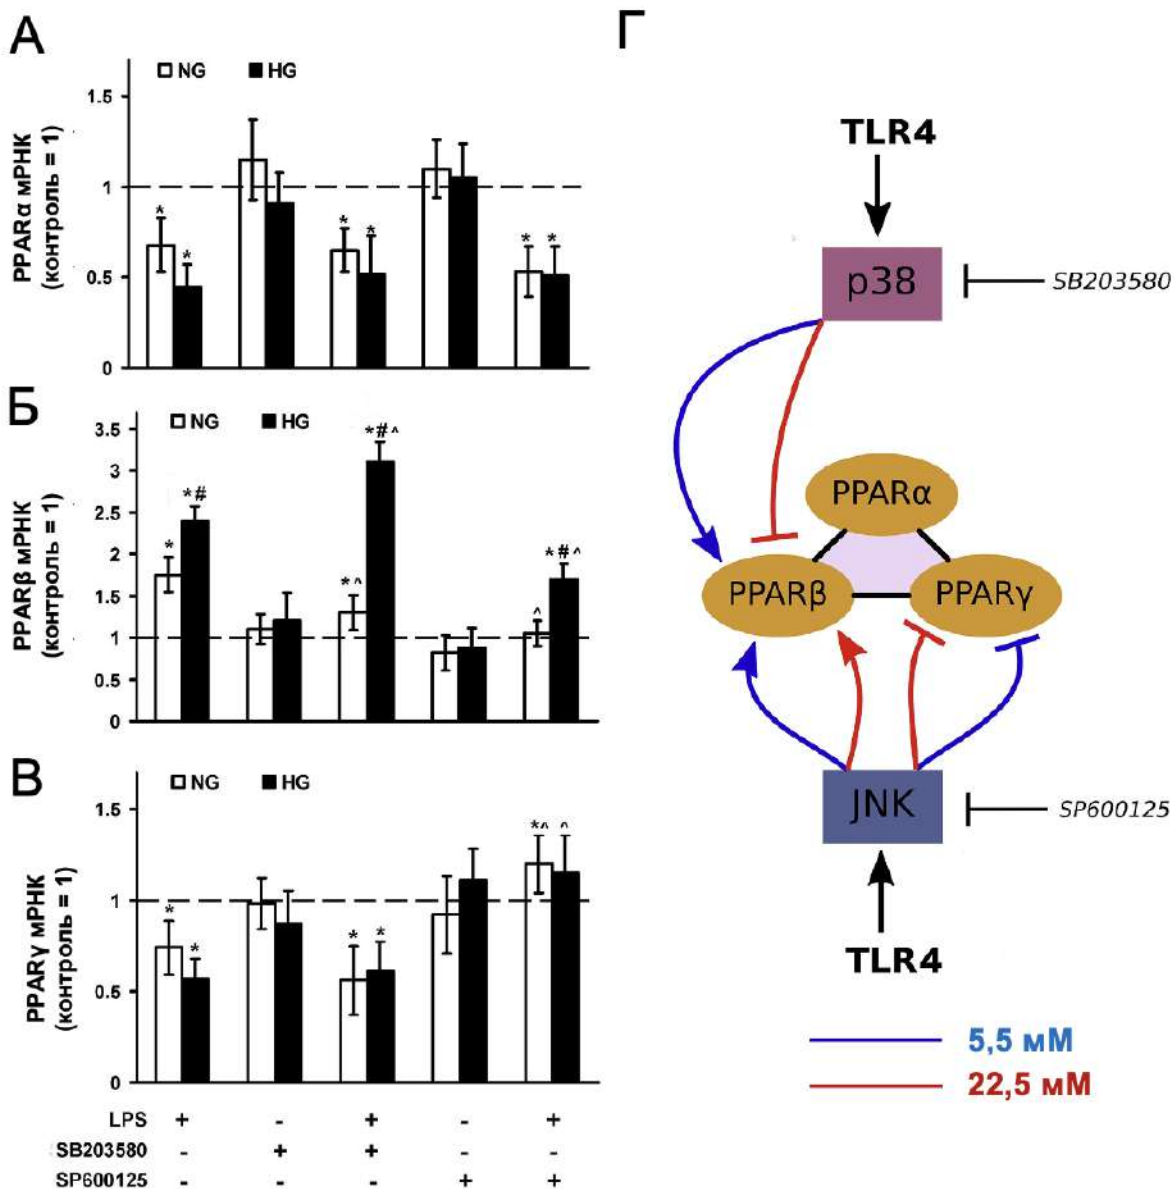 А
NG HG
PPARα мРНК
(контроль = 1)
1.5
1
0.5
0
* * * * * *
Б
NG HG
PPARβ мРНК
(контроль = 1)
3.5
3
2.5
2
1.5
1
0.5
0
* *# *^ *#^ ^ *#^
В
NG HG
PPARγ мРНК
(контроль = 1)
1.5
1
0.5
0
* * * * *^ ^
LPS + - + - +
SB203580 - + + - -
SP600125 - - - + +
Г
TLR4
p38
SB203580
PPARα
PPARβ PPARγ
JNK
SP600125
TLR4
5,5 мМ
22,5 мМ